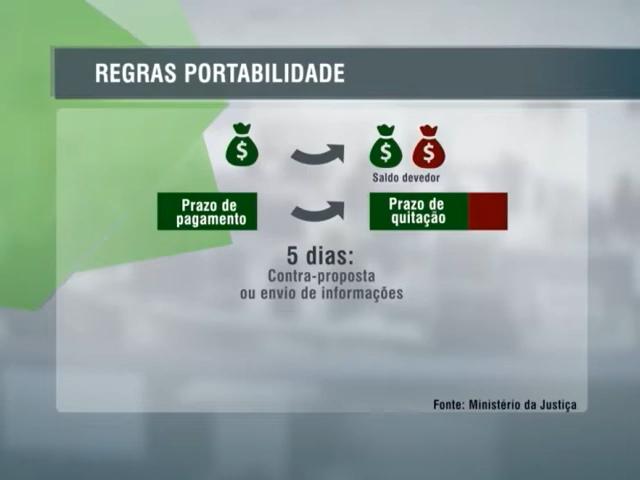 REGRAS PORTABILIDADE
$ $ $
Saldo devedor
Prazo de
pagamento
Prazo de
quitação
5 dias:
Contra-proposta
ou envio de informações
Fonte: Ministério da Justiça